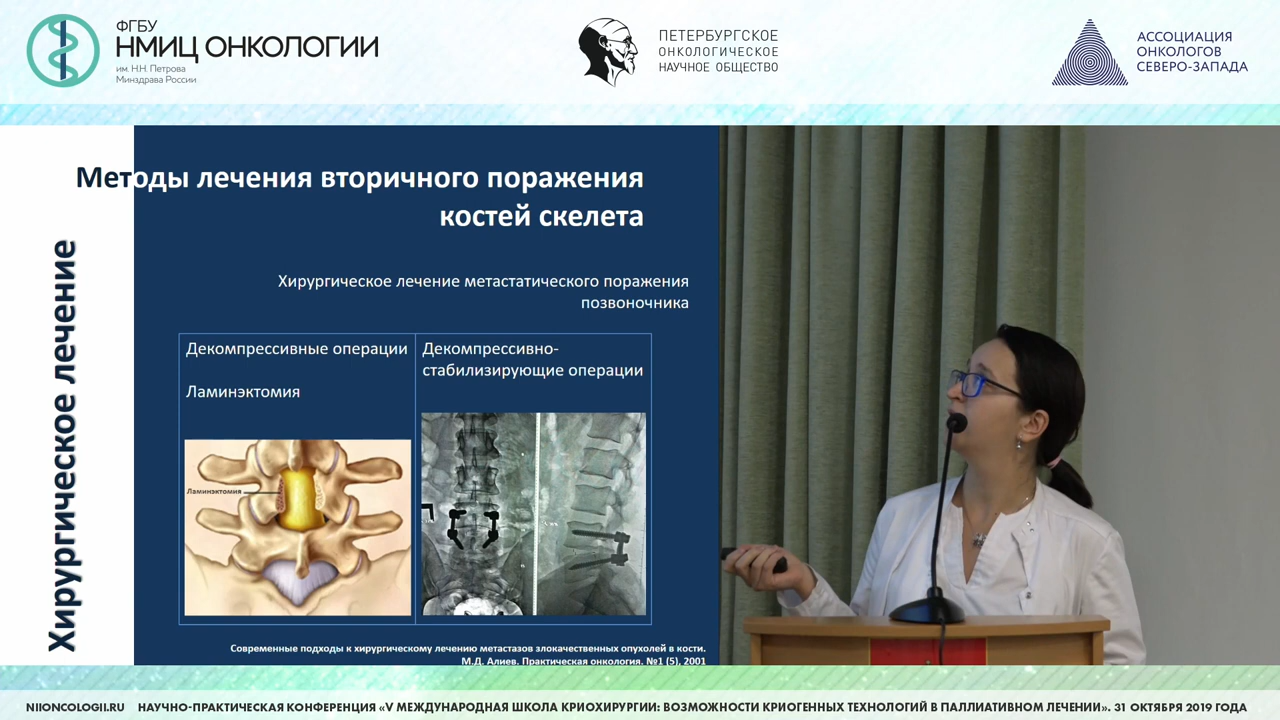 ФГБУ
НМИЦ ОНКОЛОГИИ
им. Н.Н. Петрова
Минздрава России
ПЕТЕРБУРГСКОЕ
ОНКОЛОГИЧЕСКОЕ
НАУЧНОЕ ОБЩЕСТВО
АССОЦИАЦИЯ
ОНКОЛОГОВ
СЕВЕРО-ЗАПАДА
Хирургическое лечение
Методы лечения вторичного поражения
костей скелета
Хирургическое лечение метастатического поражения
позвоночника
Декомпрессивные операции
Ламинэктомия
Ламинэктомия
Декомпрессивно-
стабилизирующие операции
Современные подходы к хирургическому лечению метастазов злокачественных опухолей в кости.
М.Д. Алиев. Практическая онкология. №1 (5), 2001
NIIONCOLOGII.RU НАУЧНО-ПРАКТИЧЕСКАЯ КОНФЕРЕНЦИЯ «V МЕЖДУНАРОДНАЯ ШКОЛА КРИОХИРУРГИИ: ВОЗМОЖНОСТИ КРИОГЕННЫХ ТЕХНОЛОГИЙ В ПАЛЛИАТИВНОМ ЛЕЧЕНИИ». 31 ОКТЯБРЯ 2019 ГОДА